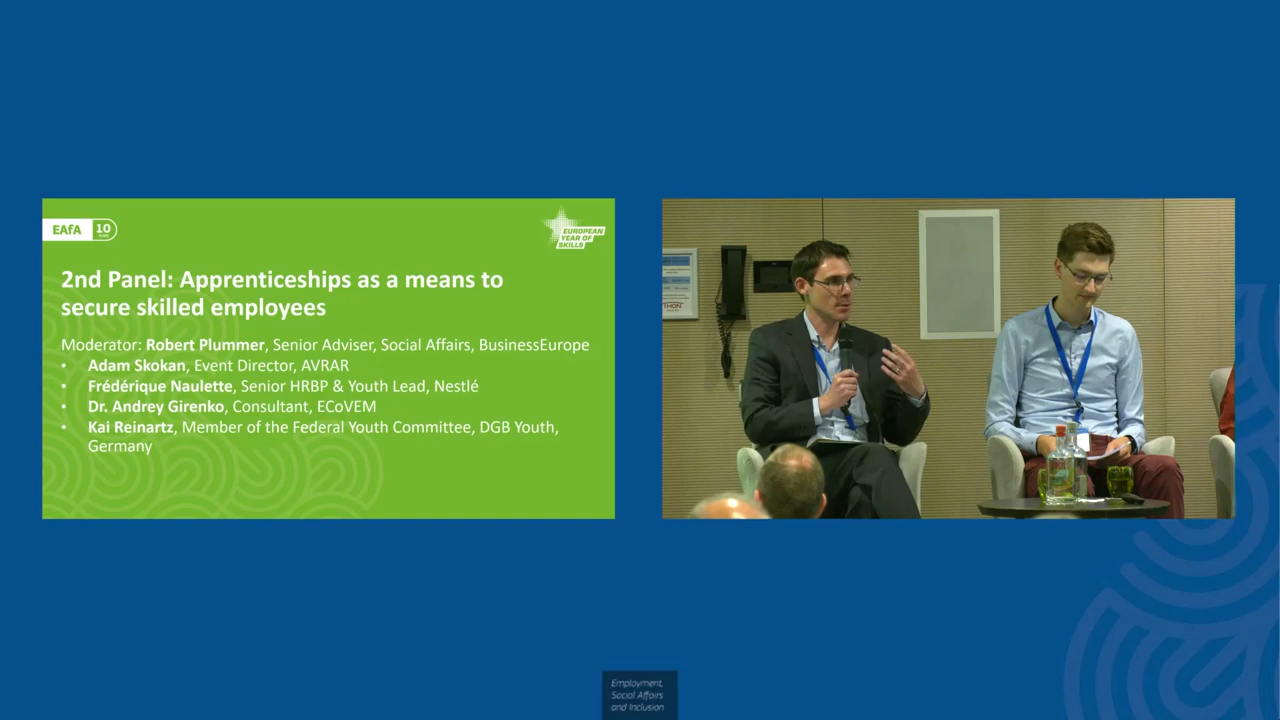 EAfA 10
YEARS
EUROPEAN
YEAR OF
SKILLS
2nd Panel: Apprenticeships as a means to
secure skilled employees
Moderator: Robert Plummer, Senior Adviser, Social Affairs, BusinessEurope
• Adam Skokan, Event Director, AVRAR
• Frédérique Naulette, Senior HRBP & Youth Lead, Nestlé
• Dr. Andrey Girenko, Consultant, ECoVEM
• Kai Reinartz, Member of the Federal Youth Committee, DGB Youth,
Germany
THON
Employment,
Social Affairs
and Inclusion